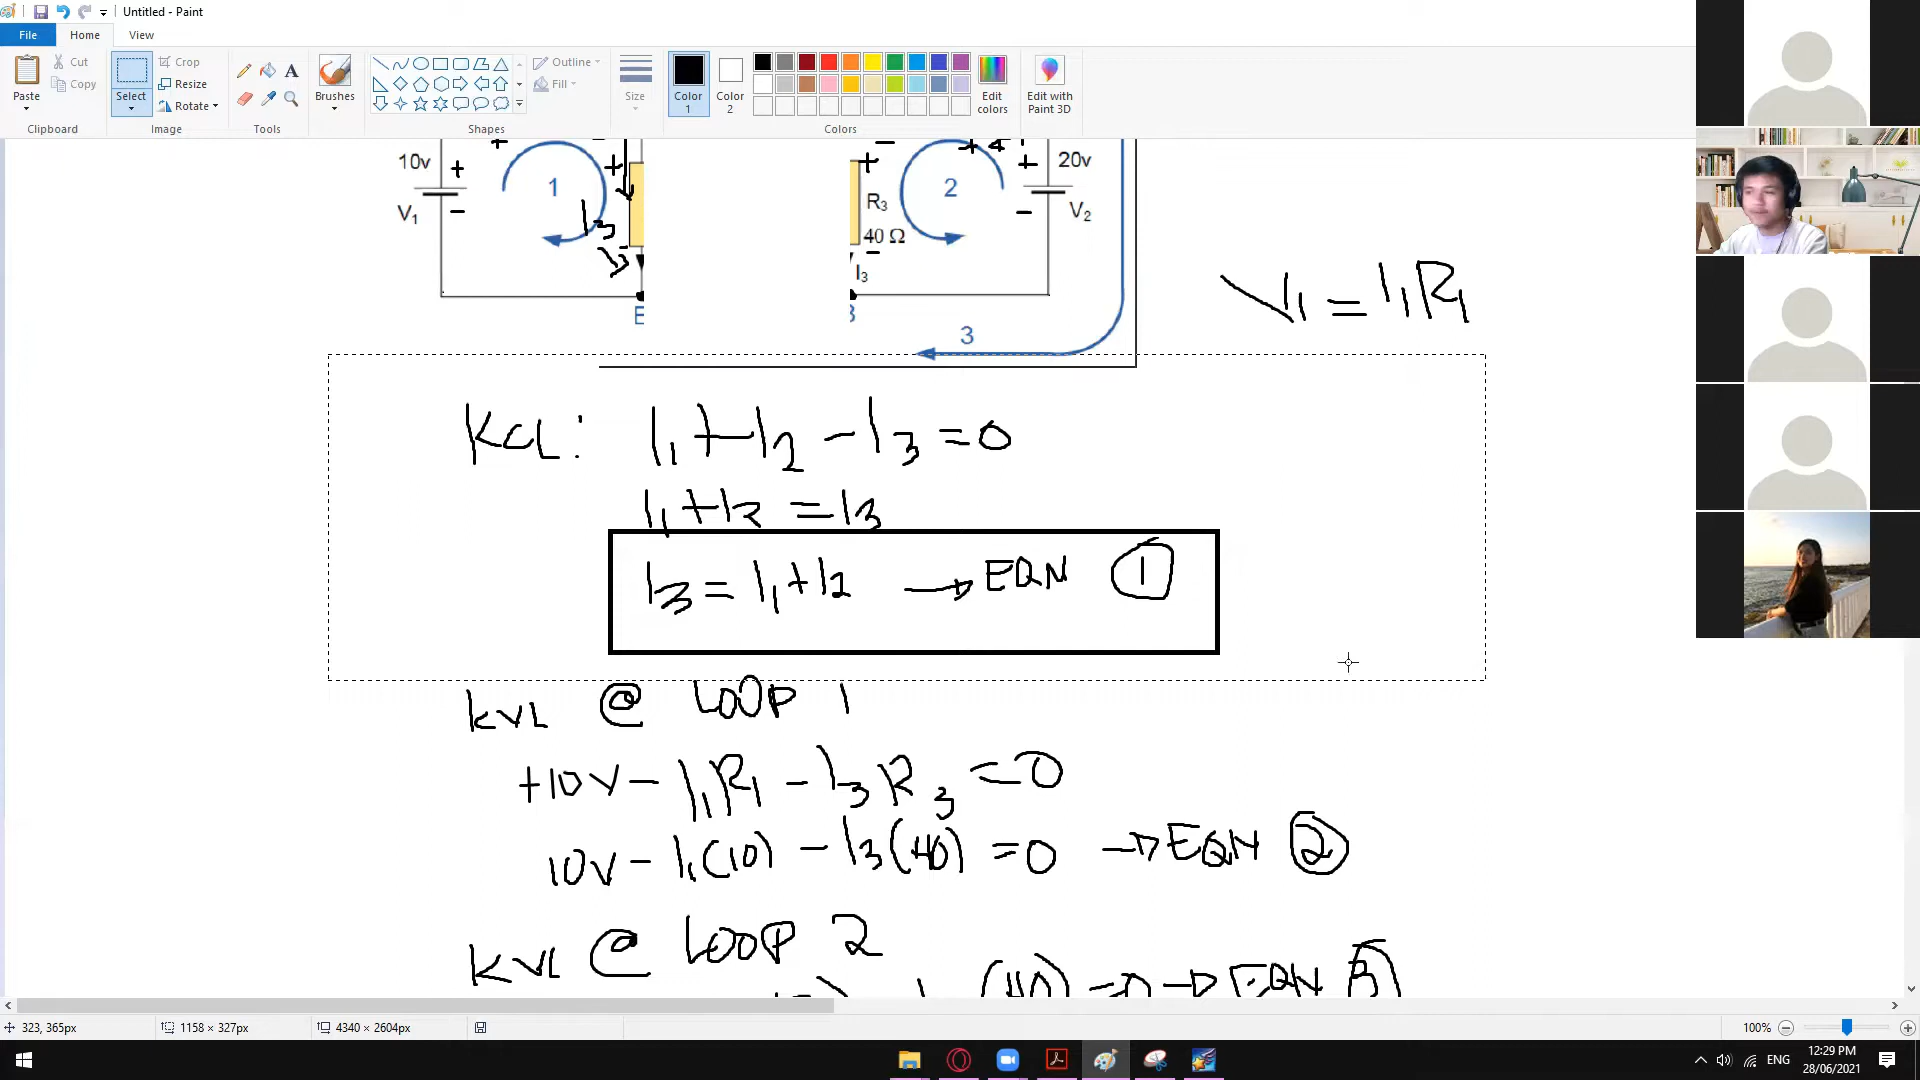 Untitled - Paint
File Home View
Paste Cut Copy Select Crop Resize Rotate Brushes Outline Fill Size Color 1 Color 2 Edit colors Edit with Paint 3D
Clipboard Image Tools Shapes Colors
10v + 1 + 2 + 20v
V₁ - I₃ R₃ - V₂
40 Ω
I₃
E
3
V₁ = I₁R₁
KCL: I₁ + I₂ - I₃ = 0
I₁ + I₂ = I₃
I₃ = I₁ + I₂ → EQN 1
KVL @ LOOP 1
+10V - I₁R₁ - I₃R₃ = 0
10V - I₁(10) - I₃(40) = 0 → EQN 2
KVL @ LOOP 2
(40) = 0 → EQN 3
323, 365px 1158 × 327px 4340 × 2604px 100%
ENG 12:29 PM
28/06/2021